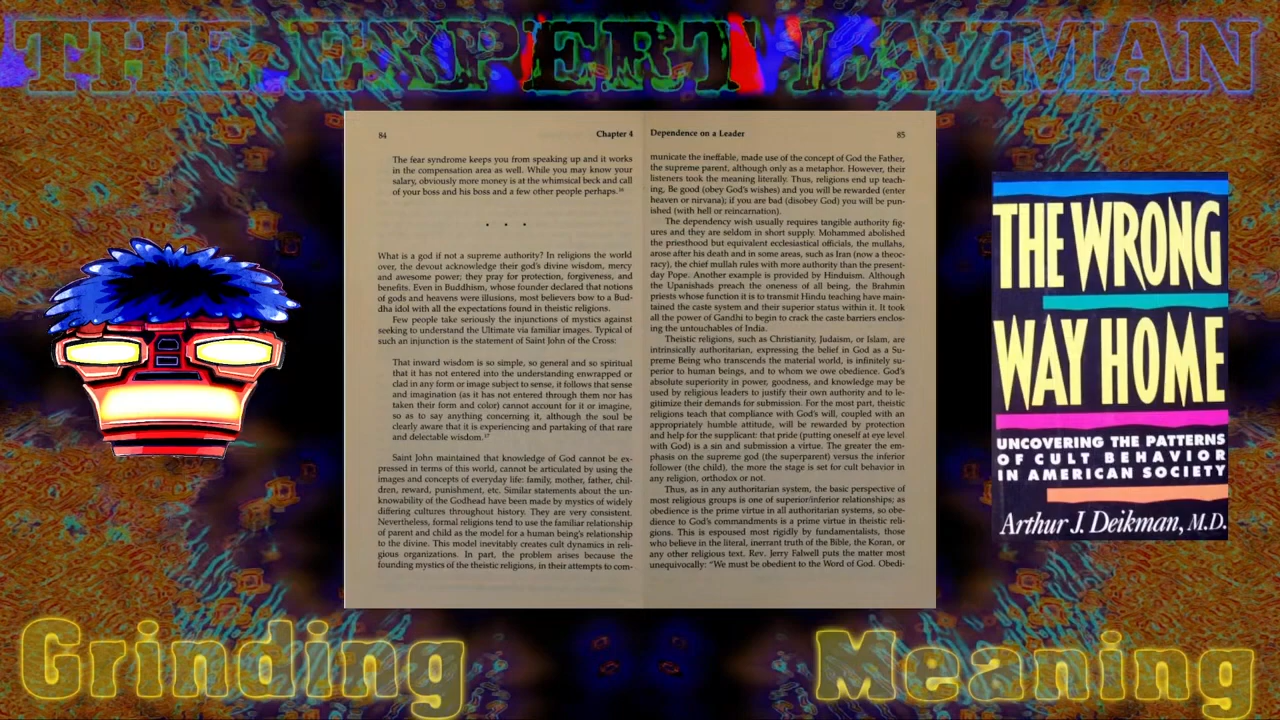 THE EXPERT LAYMAN
84 Chapter 4
The fear syndrome keeps you from speaking up and it works
in the compensation area as well. While you may know your
salary, obviously more money is at the whimsical beck and call
of your boss and his boss and a few other people perhaps.16
• • •
What is a god if not a supreme authority? In religions the world
over, the devout acknowledge their god's divine wisdom, mercy
and awesome power; they pray for protection, forgiveness, and
benefits. Even in Buddhism, whose founder declared that notions
of gods and heavens were illusions, most believers bow to a Bud-
dha idol with all the expectations found in theistic religions.
Few people take seriously the injunctions of mystics against
seeking to understand the Ultimate via familiar images. Typical of
such an injunction is the statement of Saint John of the Cross:
That inward wisdom is so simple, so general and so spiritual
that it has not entered into the understanding enwrapped or
clad in any form or image subject to sense, it follows that sense
and imagination (as it has not entered through them nor has
taken their form and color) cannot account for it or imagine,
so as to say anything concerning it, although the soul be
clearly aware that it is experiencing and partaking of that rare
and delectable wisdom.17
Saint John maintained that knowledge of God cannot be ex-
pressed in terms of this world, cannot be articulated by using the
images and concepts of everyday life: family, mother, father, chil-
dren, reward, punishment, etc. Similar statements about the un-
knowability of the Godhead have been made by mystics of widely
differing cultures throughout history. They are very consistent.
Nevertheless, formal religions tend to use the familiar relationship
of parent and child as the model for a human being's relationship
to the divine. This model inevitably creates cult dynamics in reli-
gious organizations. In part, the problem arises because the
founding mystics of the theistic religions, in their attempts to com-
Dependence on a Leader 85
municate the ineffable, made use of the concept of God the Father,
the supreme parent, although only as a metaphor. However, their
listeners took the meaning literally. Thus, religions end up teach-
ing, Be good (obey God's wishes) and you will be rewarded (enter
heaven or nirvana); if you are bad (disobey God) you will be pun-
ished (with hell or reincarnation).
The dependency wish usually requires tangible authority fig-
ures and they are seldom in short supply. Mohammed abolished
the priesthood but equivalent ecclesiastical officials, the mullahs,
arose after his death and in some areas, such as Iran (now a theoc-
racy), the chief mullah rules with more authority than the present-
day Pope. Another example is provided by Hinduism. Although
the Upanishads preach the oneness of all being, the Brahmin
priests whose function it is to transmit Hindu teaching have main-
tained the caste system and their superior status within it. It took
all the power of Gandhi to begin to crack the caste barriers enclos-
ing the untouchables of India.
Theistic religions, such as Christianity, Judaism, or Islam, are
intrinsically authoritarian, expressing the belief in God as a Su-
preme Being who transcends the material world, is infinitely su-
perior to human beings, and to whom we owe obedience. God's
absolute superiority in power, goodness, and knowledge may be
used by religious leaders to justify their own authority and to le-
gitimize their demands for submission. For the most part, theistic
religions teach that compliance with God's will, coupled with an
appropriately humble attitude, will be rewarded by protection
and help for the supplicant: that pride (putting oneself at eye level
with God) is a sin and submission a virtue. The greater the em-
phasis on the supreme god (the superparent) versus the inferior
follower (the child), the more the stage is set for cult behavior in
any religion, orthodox or not.
Thus, as in any authoritarian system, the basic perspective of
most religious groups is one of superior/inferior relationships; as
obedience is the prime virtue in all authoritarian systems, so obe-
dience to God's commandments is a prime virtue in theistic reli-
gions. This is espoused most rigidly by fundamentalists, those
who believe in the literal, inerrant truth of the Bible, the Koran, or
any other religious text. Rev. Jerry Falwell puts the matter most
unequivocally: "We must be obedient to the Word of God. Obedi-
THE WRONG
WAY HOME
UNCOVERING THE PATTERNS
OF CULT BEHAVIOR
IN AMERICAN SOCIETY
Arthur J. Deikman, M.D.
Grinding Meaning